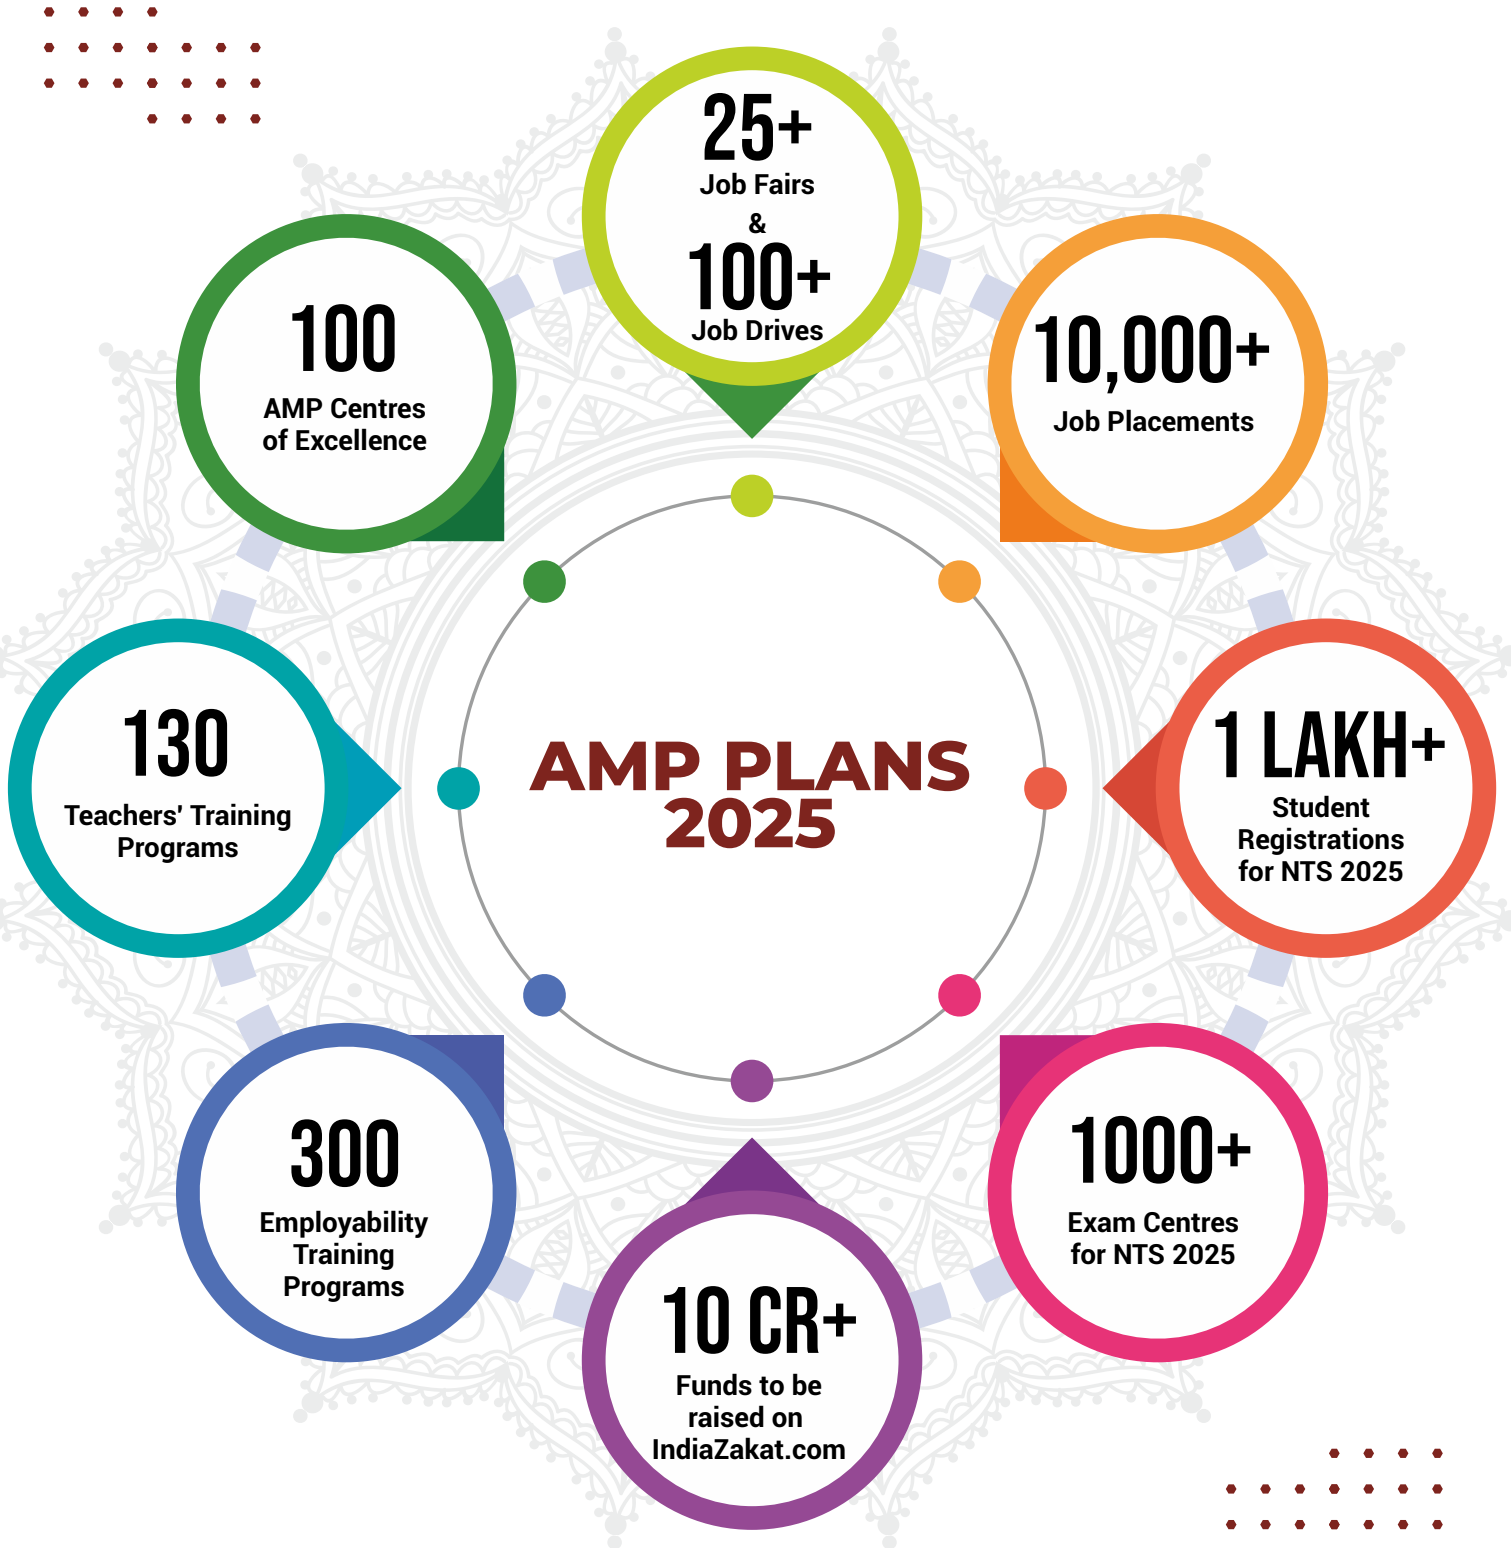 25+
Job Fairs
&
100+
Job Drives
10,000+
Job Placements
1 LAKH+
Student
Registrations
for NTS 2025
1000+
Exam Centres
for NTS 2025
10 CR+
Funds to be
raised on
IndiaZakat.com
300
Employability
Training
Programs
130
Teachers' Training
Programs
100
AMP Centres
of Excellence
AMP PLANS
2025